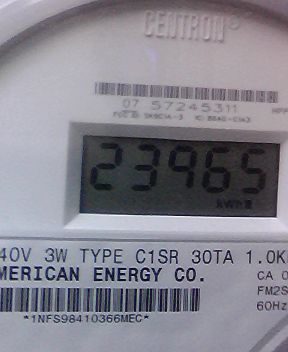 CENTRON®
07 57245311
23965
kWh
40V 3W TYPE C1SR 30TA 1.0K
MERICAN ENERGY CO.
CA 0
FM2S
60Hz
*1NFS98410366MEC*